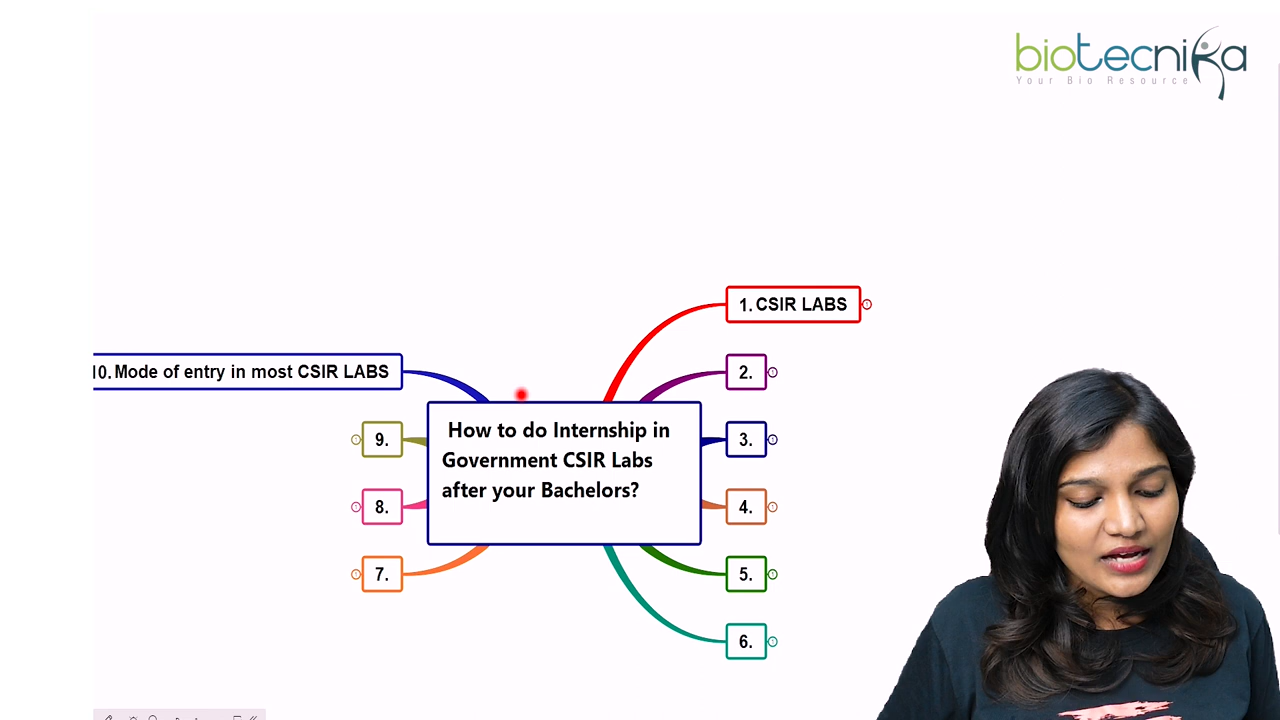 biotecnika
Your Bio Resource
1. CSIR LABS
10. Mode of entry in most CSIR LABS
2.
9.
3.
How to do Internship in
Government CSIR Labs
after your Bachelors?
8.
4.
7.
5.
6.